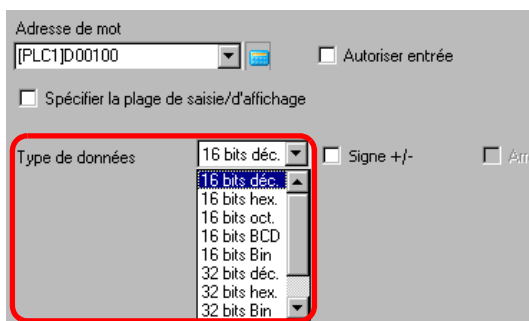 Adresse de mot
[PLC1]D00100
Autoriser entrée
Spécifier la plage de saisie/d'affichage
Type de données 16 bits déc. Signe +/-
16 bits déc.
16 bits hex.
16 bits oct.
16 bits BCD
16 bits Bin
32 bits déc.
32 bits hex.
32 bits Bin